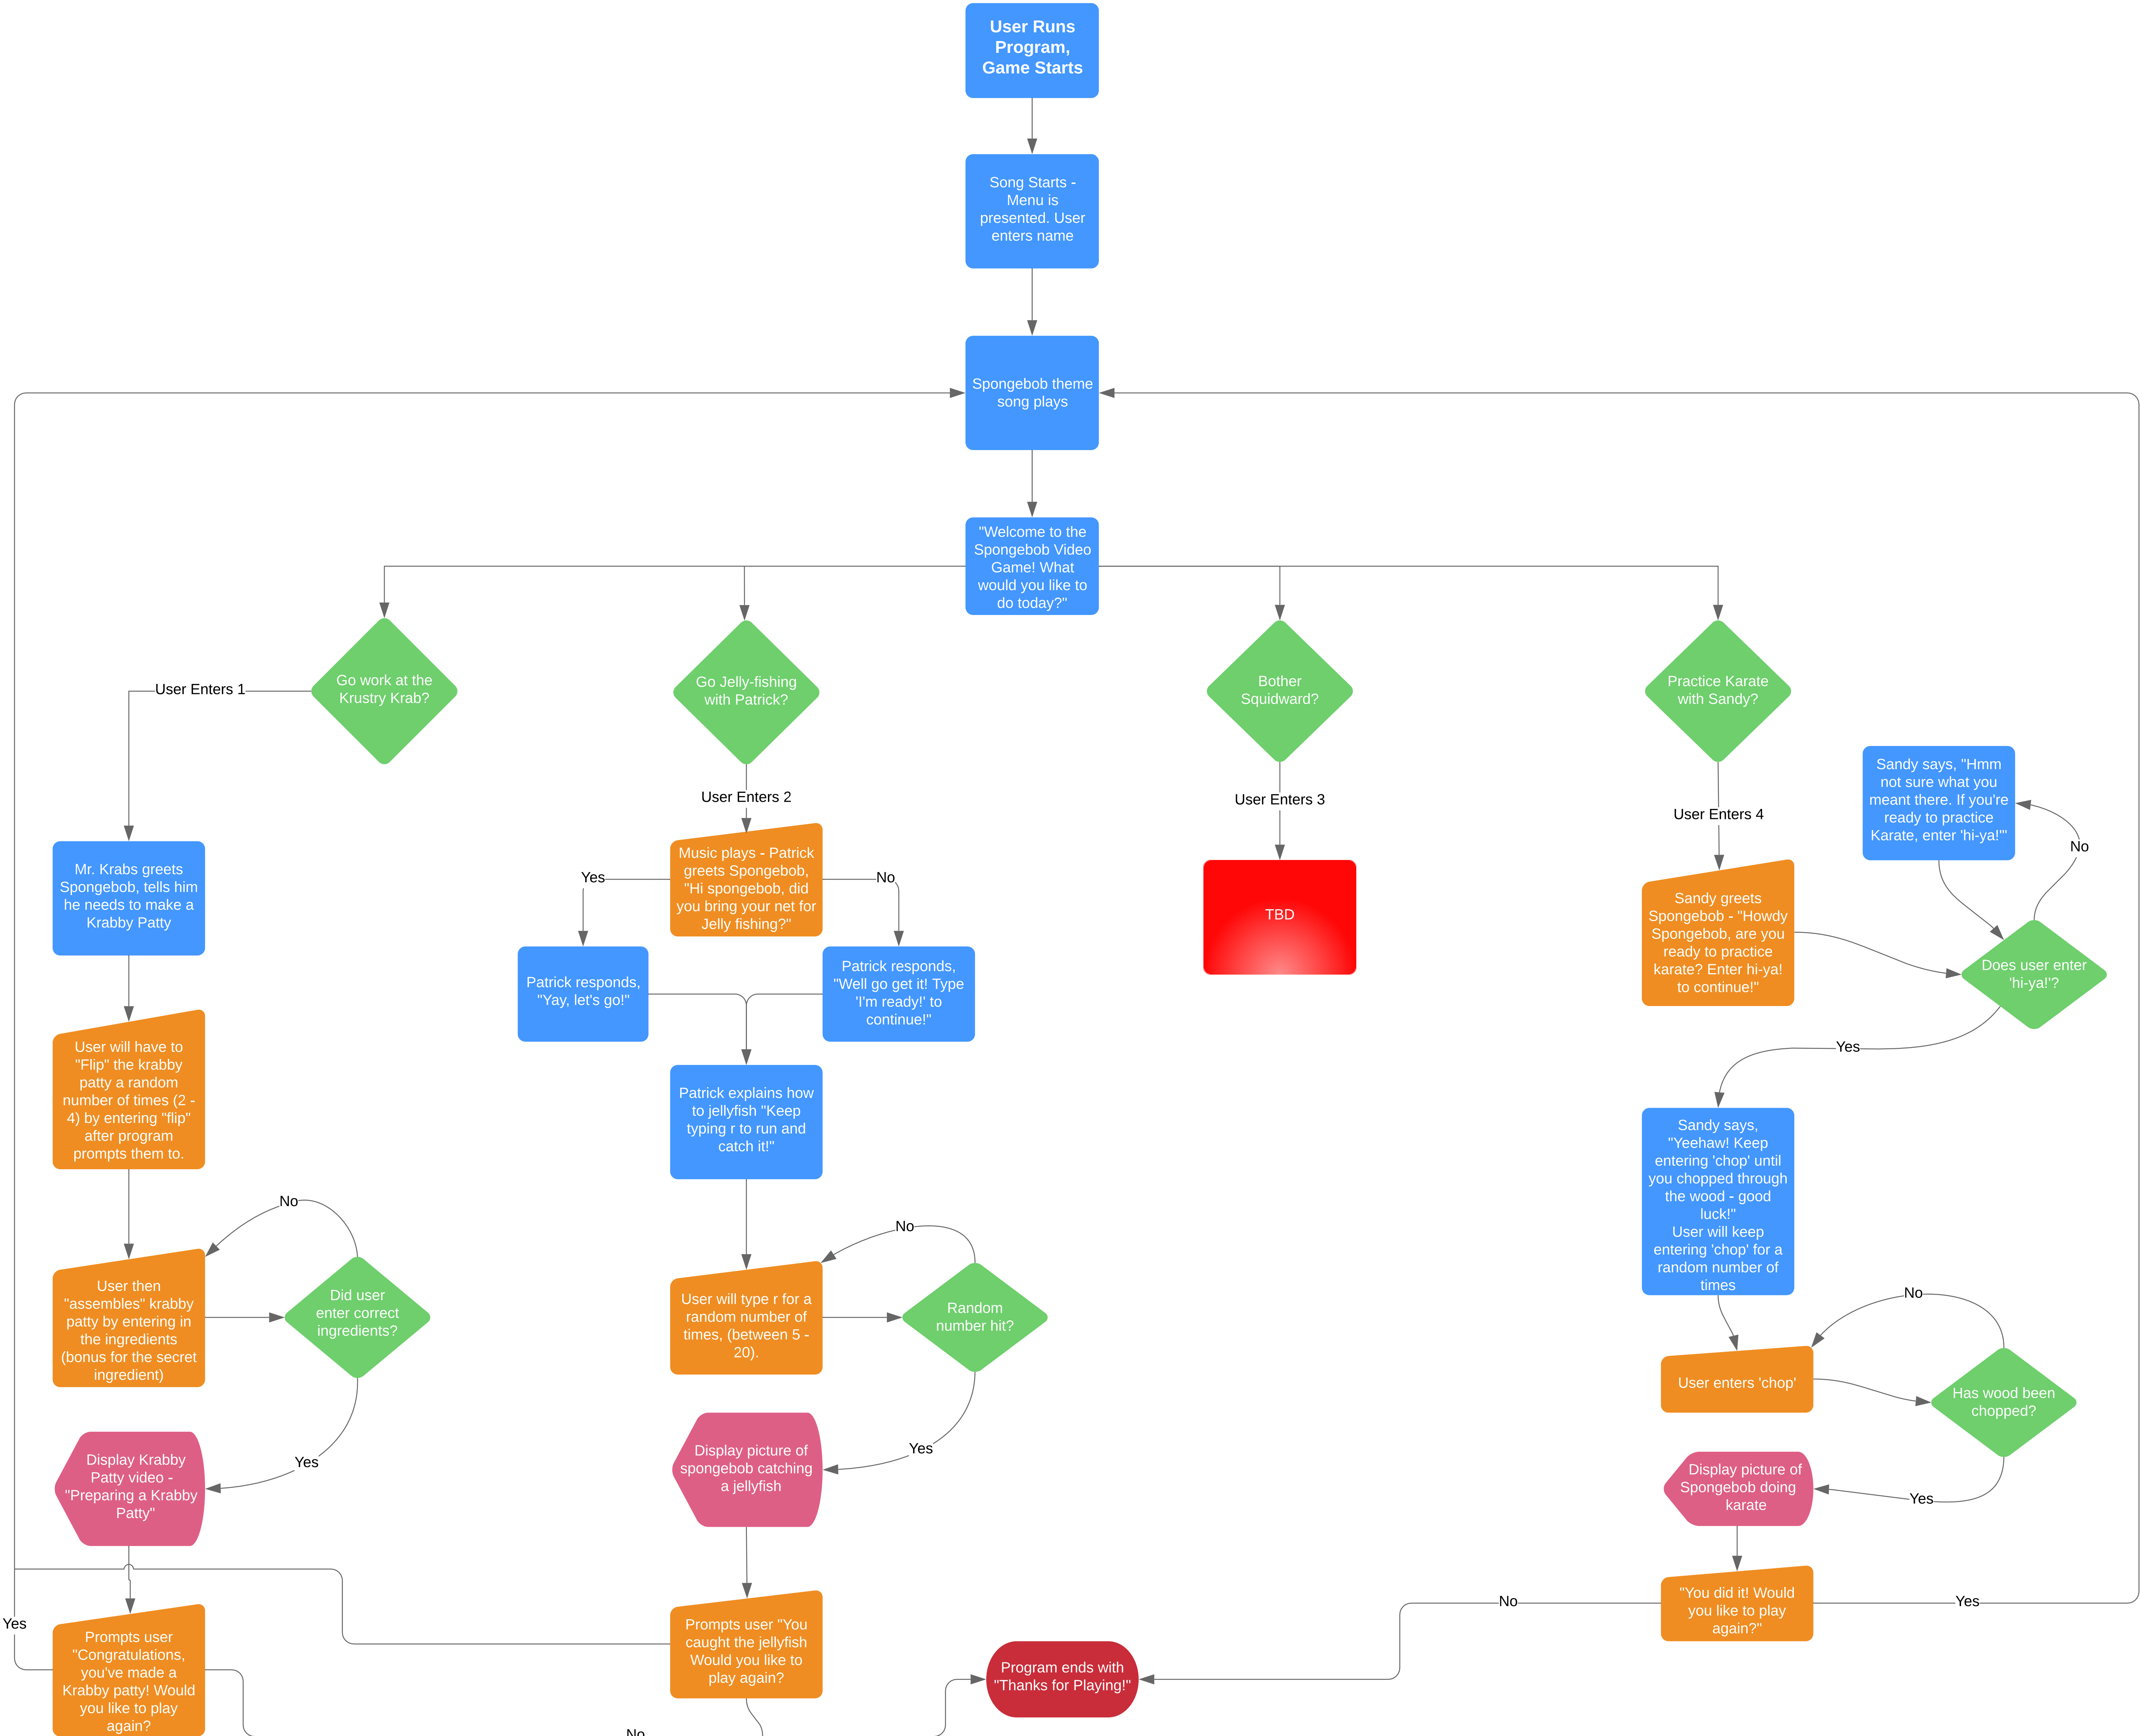 User Runs
Program,
Game Starts
Song Starts -
Menu is
presented. User
enters name
Spongebob theme
song plays
"Welcome to the
Spongebob Video
Game! What
would you like to
do today?"
Go work at the
Krustry Krab?
Go Jelly-fishing
with Patrick?
Bother
Squidward?
Practice Karate
with Sandy?
User Enters 1
User Enters 2
User Enters 3
User Enters 4
Mr. Krabs greets
Spongebob, tells him
he needs to make a
Krabby Patty
User will have to
"Flip" the krabby
patty a random
number of times (2 -
4) by entering "flip"
after program
prompts them to.
User then
"assembles" krabby
patty by entering in
the ingredients
(bonus for the secret
ingredient)
No
Did user
enter correct
ingredients?
Yes
Display Krabby
Patty video -
"Preparing a Krabby
Patty"
Yes
Prompts user
"Congratulations,
you've made a
Krabby patty! Would
you like to play
again?
Music plays - Patrick
greets Spongebob,
"Hi spongebob, did
you bring your net for
Jelly fishing?"
Yes
No
Patrick responds,
"Yay, let's go!"
Patrick responds,
"Well go get it! Type
'I'm ready!' to
continue!"
Patrick explains how
to jellyfish "Keep
typing r to run and
catch it!"
No
User will type r for a
random number of
times, (between 5 -
20).
Random
number hit?
Yes
Display picture of
spongebob catching
a jellyfish
Prompts user "You
caught the jellyfish
Would you like to
play again?
No
TBD
Sandy says, "Hmm
not sure what you
meant there. If you're
ready to practice
Karate, enter 'hi-ya!'"
No
Sandy greets
Spongebob - "Howdy
Spongebob, are you
ready to practice
karate? Enter hi-ya!
to continue!"
Does user enter
'hi-ya!'?
Yes
Sandy says,
"Yeehaw! Keep
entering 'chop' until
you chopped through
the wood - good
luck!"
User will keep
entering 'chop' for a
random number of
times
No
User enters 'chop'
Has wood been
chopped?
Yes
Display picture of
Spongebob doing
karate
"You did it! Would
you like to play
again?"
No
Yes
Program ends with
"Thanks for Playing!"